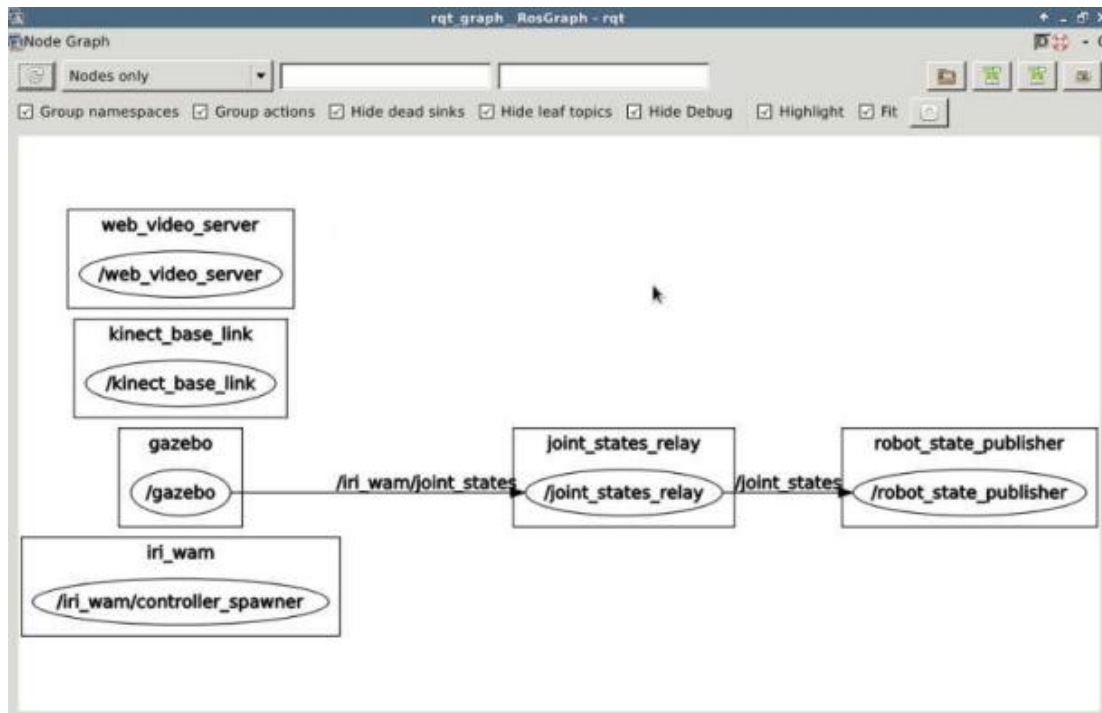 rqt_graph__RosGraph - rqt
Node Graph
Nodes only
Group namespaces Group actions Hide dead sinks Hide leaf topics Hide Debug Highlight Fit
web_video_server
/web_video_server
kinect_base_link
/kinect_base_link
gazebo
/gazebo
/iri_wam/joint_states
joint_states_relay
/joint_states_relay
/joint_states
robot_state_publisher
/robot_state_publisher
iri_wam
/iri_wam/controller_spawner